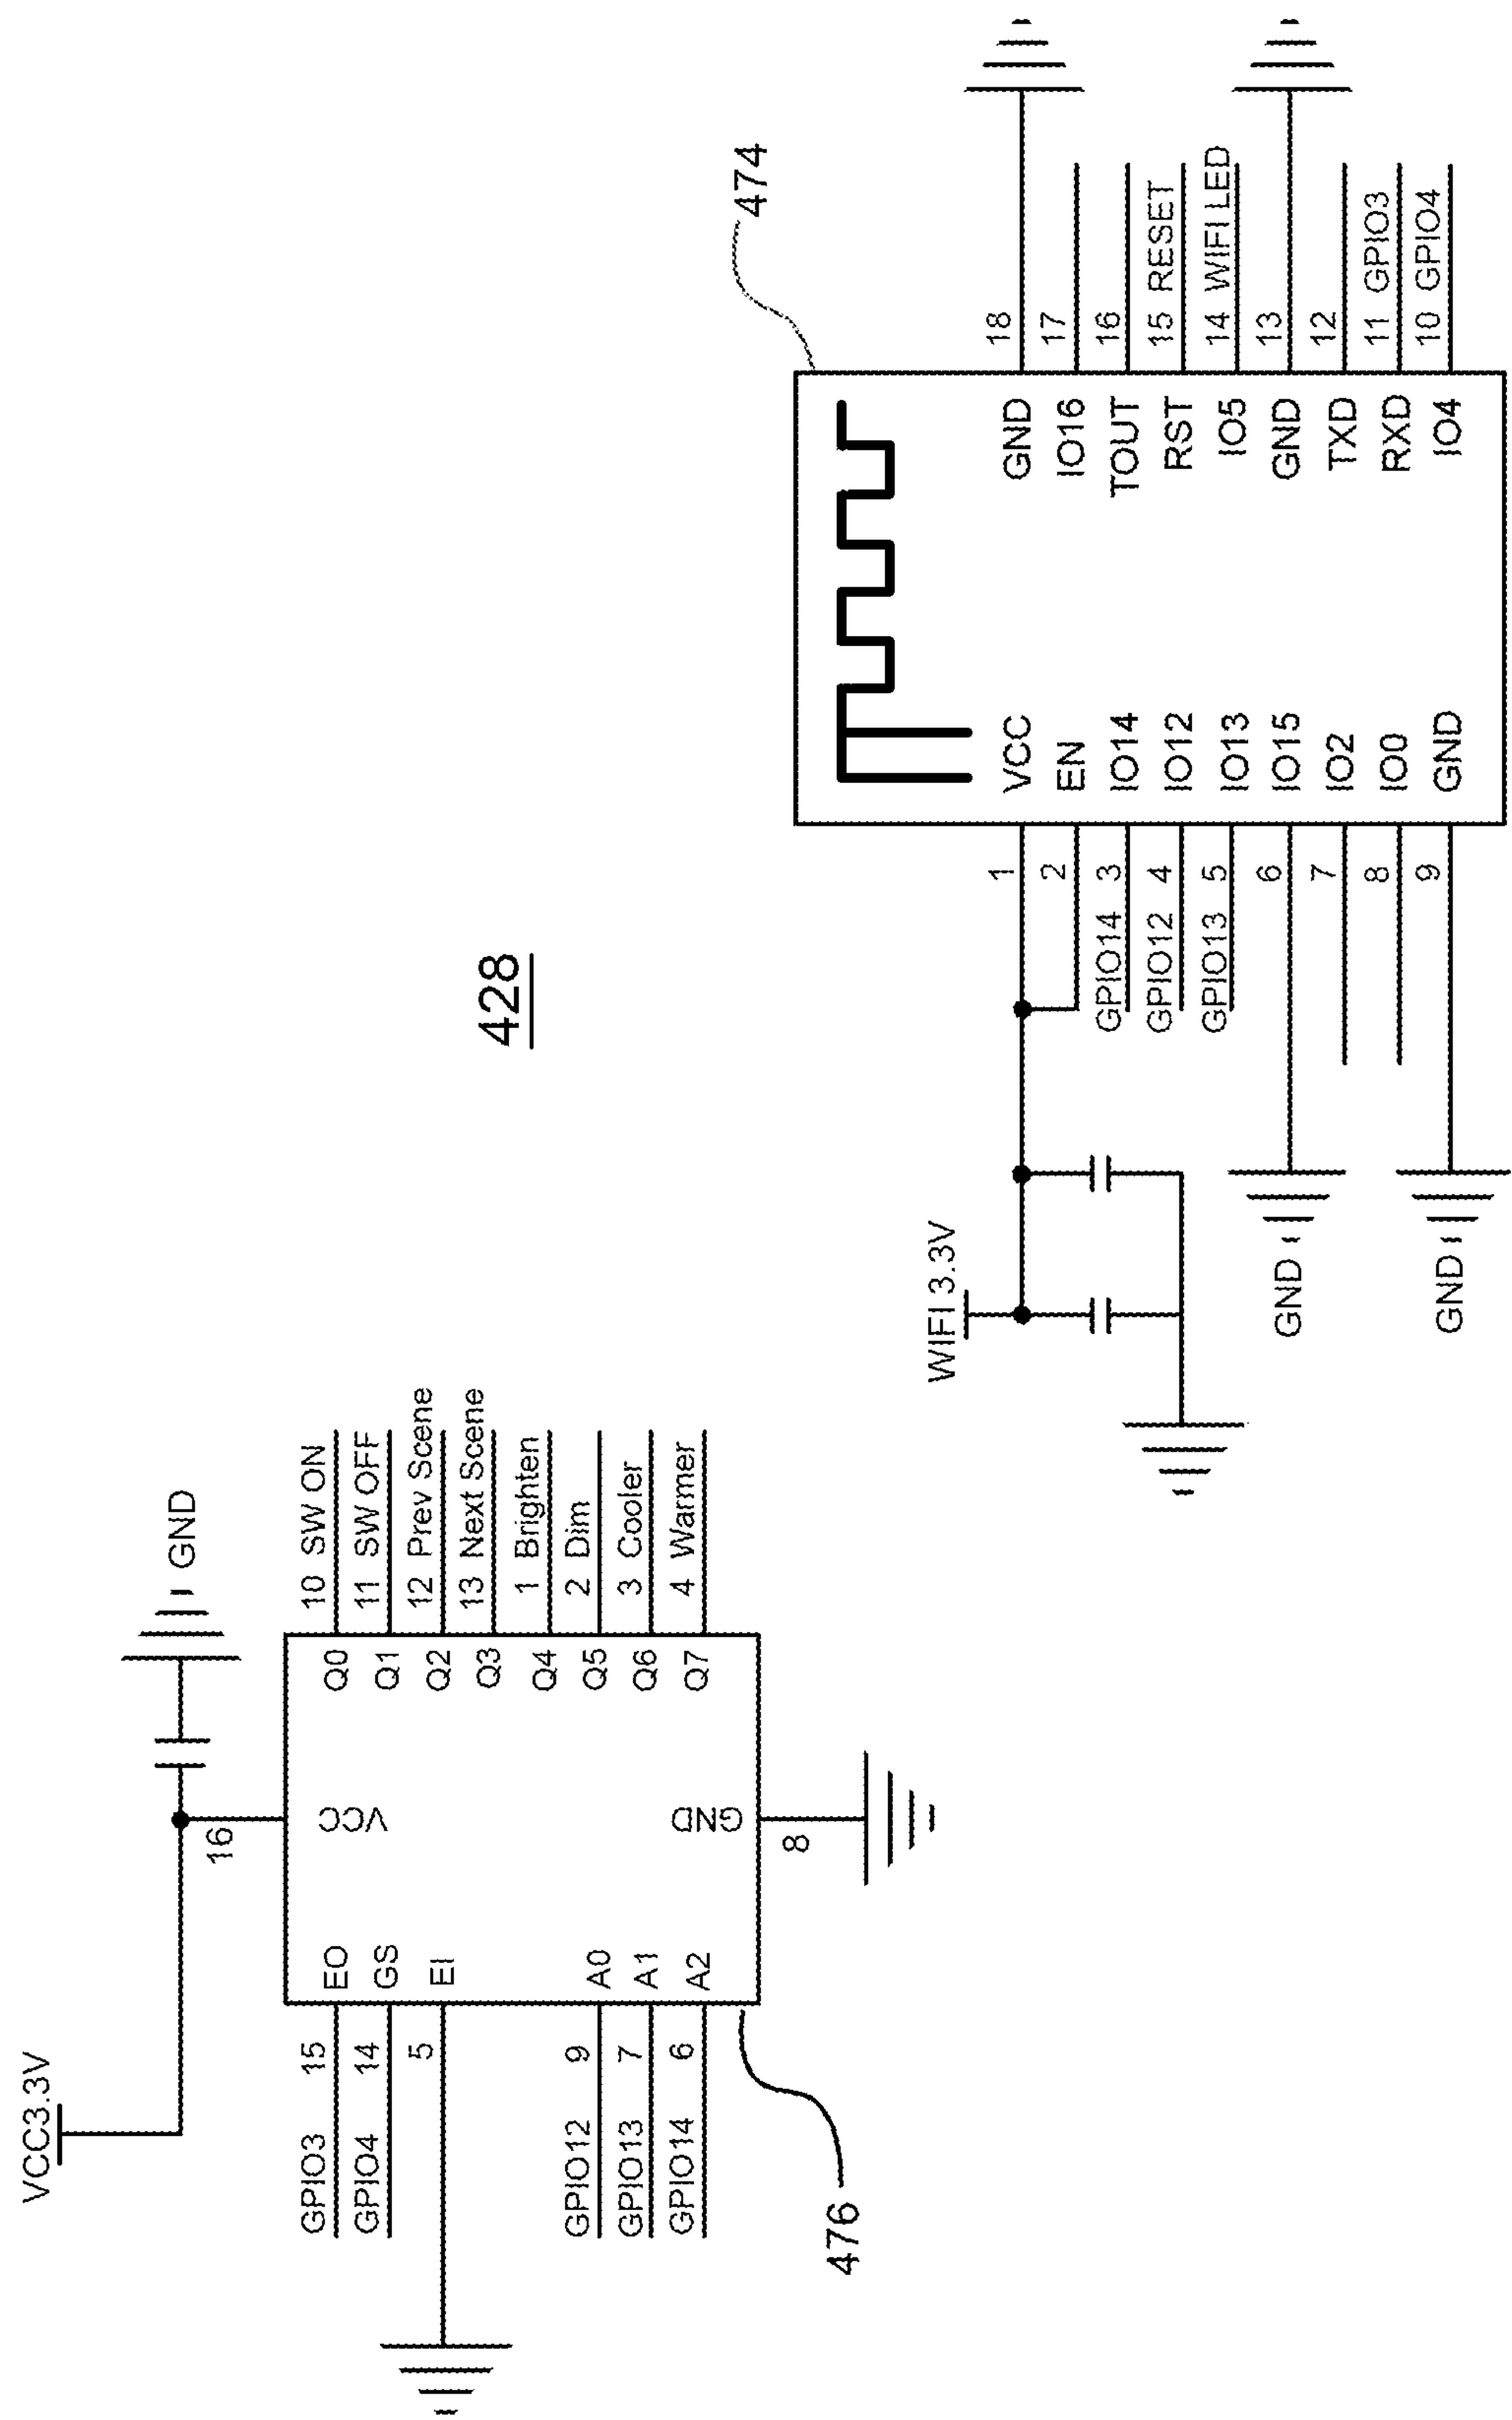 428
VCC3.3V
16
GND
VCC
GND
8
GPIO3 15 EO
GPIO4 14 GS
5 EI
GPIO12 9 A0
GPIO13 7 A1
GPIO14 6 A2
Q0 10 SW ON
Q1 11 SW OFF
Q2 12 Prev Scene
Q3 13 Next Scene
Q4 1 Brighten
Q5 2 Dim
Q6 3 Cooler
Q7 4 Warmer
476
474
WIFI 3.3V
1 VCC
2 EN
GPIO14 3 IO14
GPIO12 4 IO12
GPIO13 5 IO13
GND 6 IO15
7 IO2
8 IO0
GND 9 GND
GND 18
IO16 17
TOUT 16
RST 15 RESET
IO5 14 WIFI LED
GND 13
TXD 12
RXD 11 GPIO3
IO4 10 GPIO4